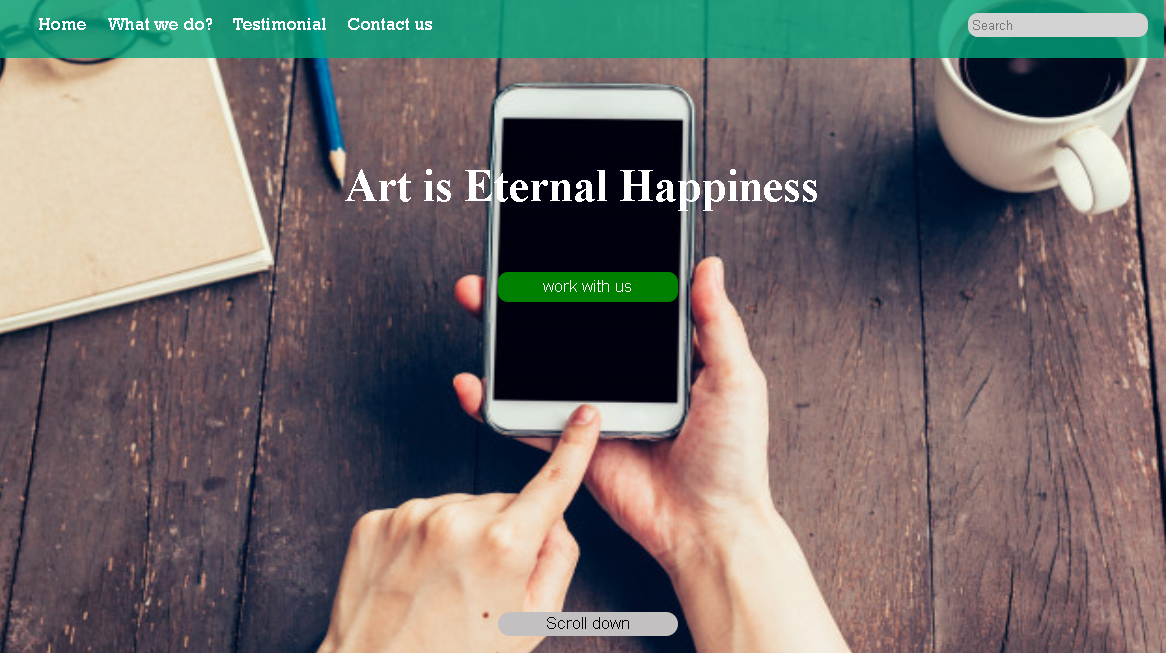 Home What we do? Testimonial Contact us Search
Art is Eternal Happiness
work with us
Scroll down